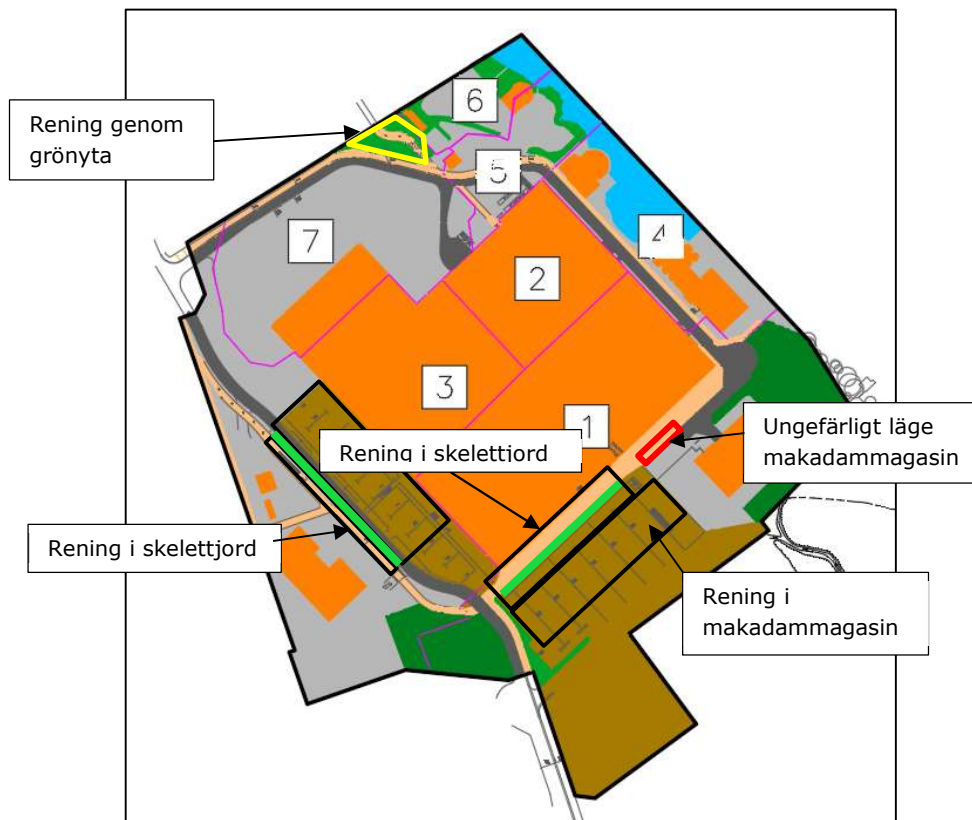 6
Rening genom
grönyta
5
7
4
2
3
1
Rening i skelettjord
Ungefärligt läge
makadammagasin
Rening i skelettjord
Rening i
makadammagasin